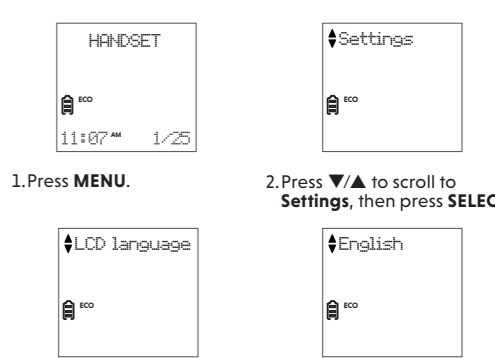 HANDSET
ECO
11:07 AM 1/25
Settings
ECO
1. Press MENU.
2. Press ▼/▲ to scroll to
Settings, then press SELEC
LCD language
ECO
English
ECO